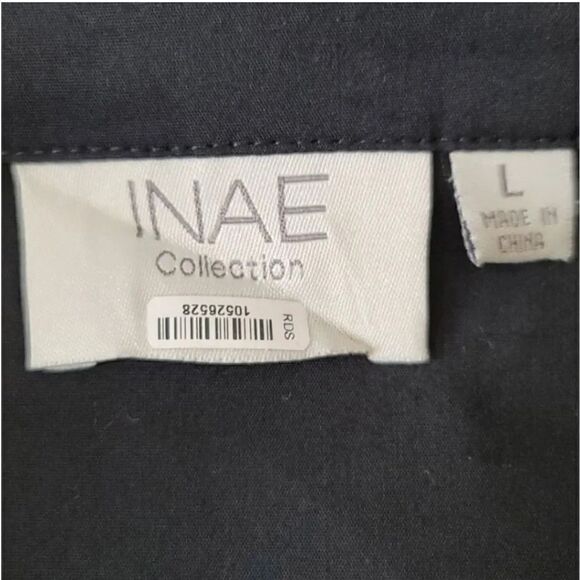 INAE
Collection
10526528
RDS
L
MADE IN
CHINA